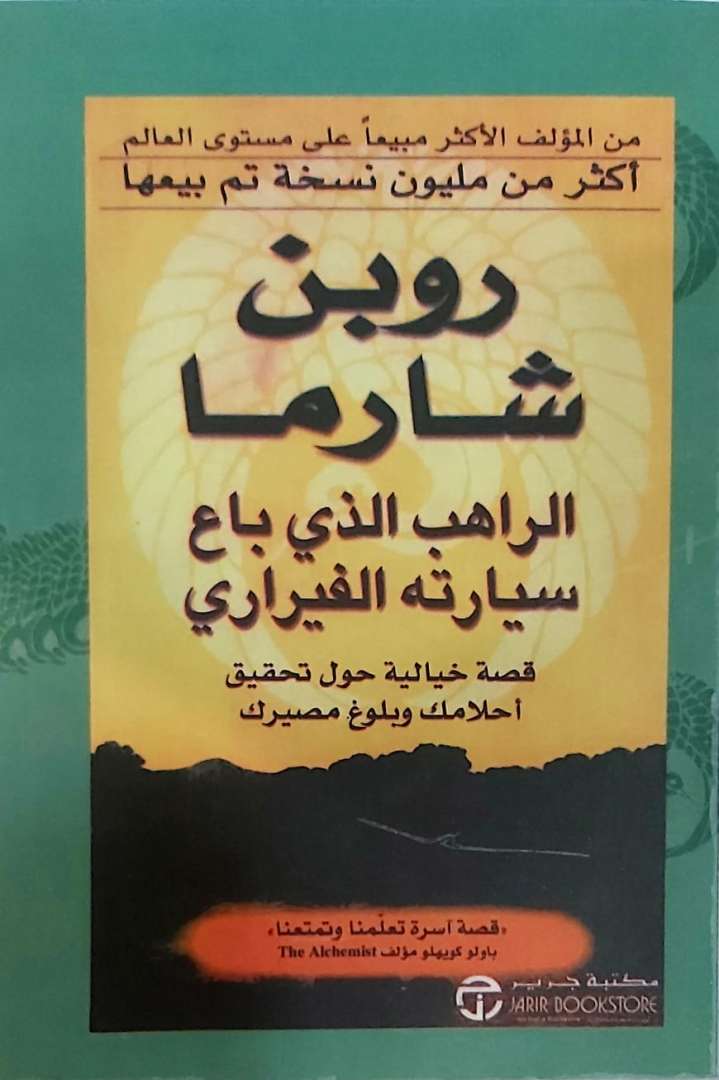 من المؤلف الأكثر مبيعاً على مستوى العالم
أكثر من مليون نسخة تم بيعها
روبن
شارما
الراهب الذي باع
سيارته الفيراري
قصة خيالية حول تحقيق
أحلامك وبلوغ مصيرك
«قصة آسرة تعلّمنا وتمتعنا»
باولو كويهلو مؤلف The Alchemist
مكتبة جرير
JARIR BOOKSTORE